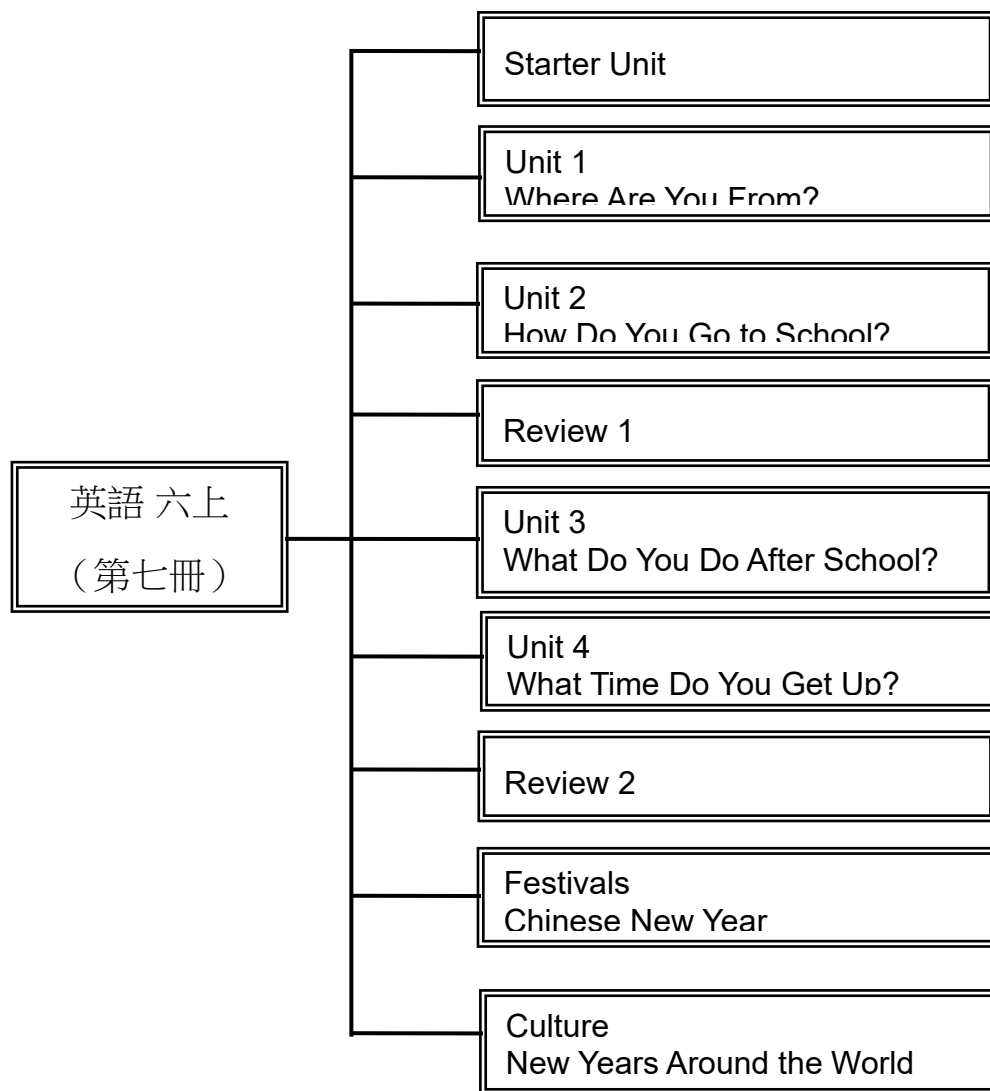 英語 六上
（第七冊）
Starter Unit
Unit 1
Where Are You From?
Unit 2
How Do You Go to School?
Review 1
Unit 3
What Do You Do After School?
Unit 4
What Time Do You Get Up?
Review 2
Festivals
Chinese New Year
Culture
New Years Around the World